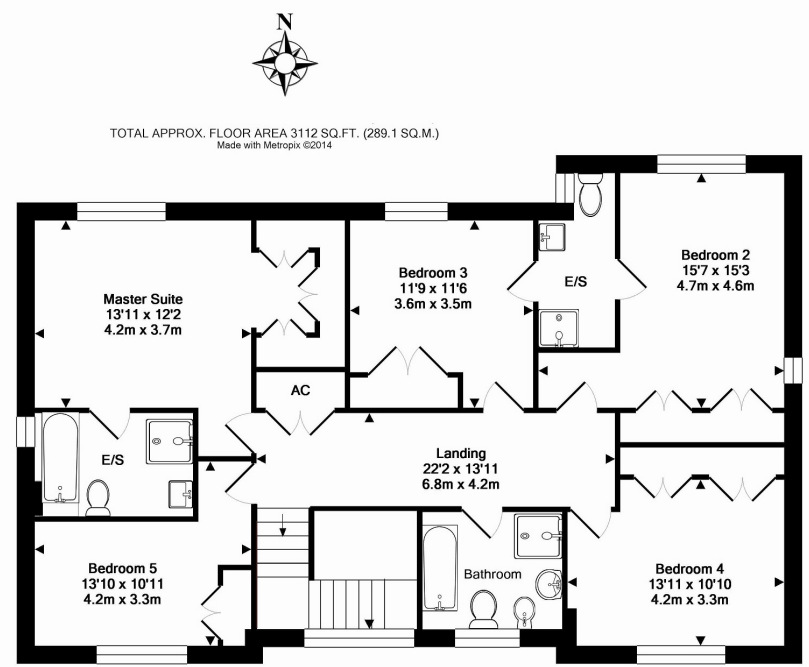 N
TOTAL APPROX. FLOOR AREA 3112 SQ.FT. (289.1 SQ.M.)
Made with Metropix ©2014
Master Suite
13'11 x 12'2
4.2m x 3.7m
Bedroom 3
11'9 x 11'6
3.6m x 3.5m
E/S
Bedroom 2
15'7 x 15'3
4.7m x 4.6m
AC
E/S
Landing
22'2 x 13'11
6.8m x 4.2m
Bedroom 5
13'10 x 10'11
4.2m x 3.3m
Bathroom
Bedroom 4
13'11 x 10'10
4.2m x 3.3m